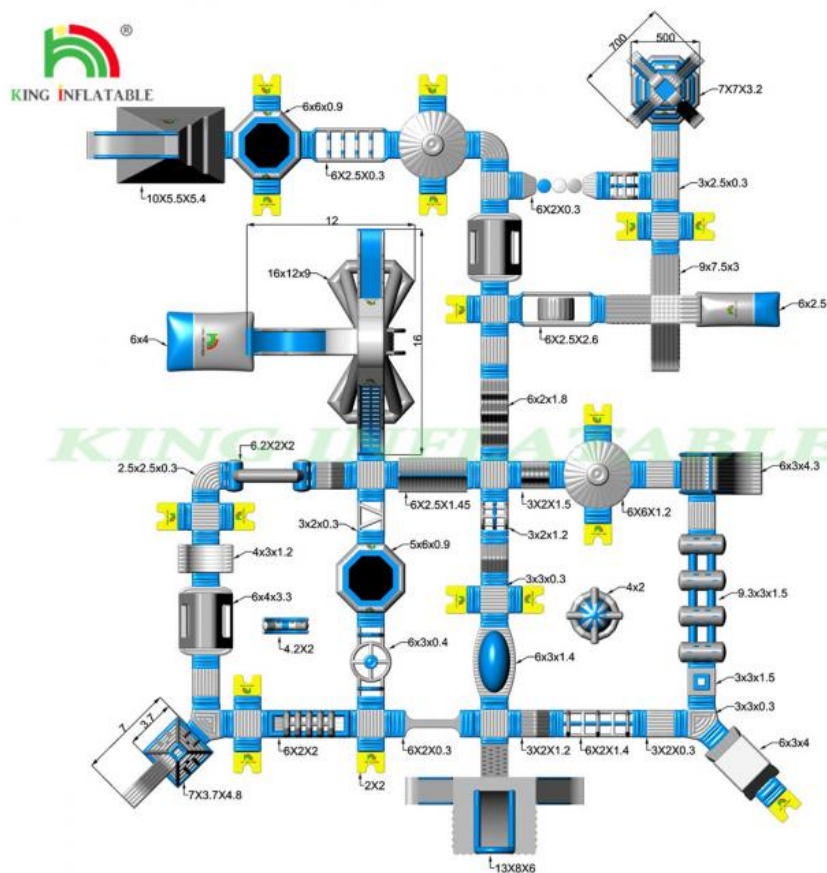 ®
KING INFLATABLE
700
500
6x6x0.9
7X7X3.2
6X2.5X0.3
3x2.5x0.3
10X5.5X5.4
6X2X0.3
12
16x12x9
9x7.5x3
6x4
16
6x2.5
6X2.5X2.6
6x2x1.8
KING INFLATABLE
6.2X2X2
2.5x2.5x0.3
6x3x4.3
6X2.5X1.45
3X2X1.5
6X6X1.2
3x2x0.3
3x2x1.2
5x6x0.9
4x3x1.2
3x3x0.3
4x2
9.3x3x1.5
6x4x3.3
4.2X2
6x3x0.4
6x3x1.4
3x3x1.5
3x3x0.3
7
3.7
6X2X2
6X2X0.3
3X2X1.2
6X2X1.4
3X2X0.3
6x3x4
7X3.7X4.8
2X2
13X8X6